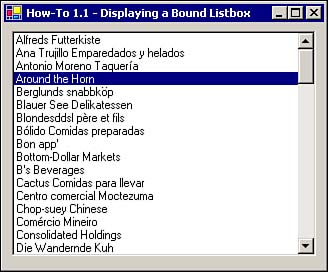 How-To 1.1 - Displaying a Bound Listbox
Alfreds Futterkiste
Ana Trujillo Emparedados y helados
Antonio Moreno Taquería
Around the Horn
Berglunds snabbköp
Blauer See Delikatessen
Blondesddsl père et fils
Bólido Comidas preparadas
Bon app'
Bottom-Dollar Markets
B's Beverages
Cactus Comidas para llevar
Centro comercial Moctezuma
Chop-suey Chinese
Comércio Mineiro
Consolidated Holdings
Die Wandernde Kuh